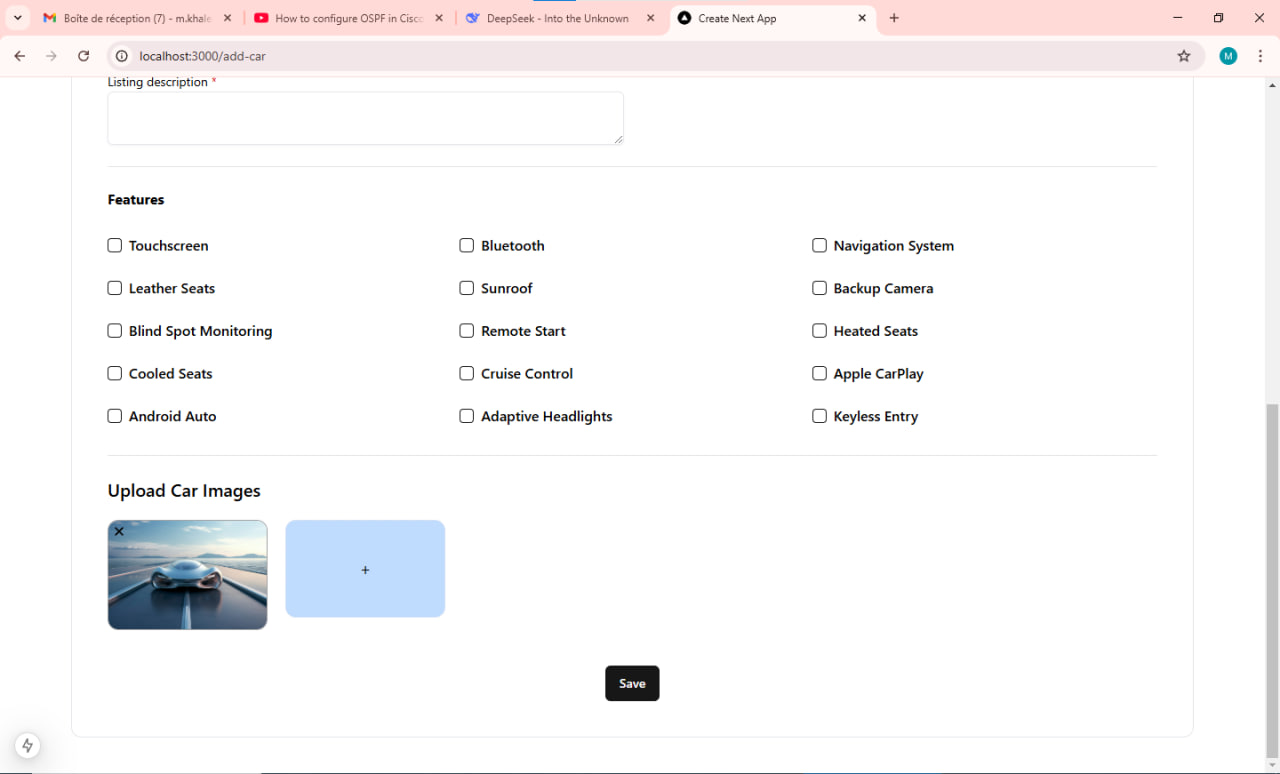 Boîte de réception (7) - m.khale
How to configure OSPF in Cisco
DeepSeek - Into the Unknown
Create Next App
localhost:3000/add-car
M
Listing description *
Features
Touchscreen
Bluetooth
Navigation System
Leather Seats
Sunroof
Backup Camera
Blind Spot Monitoring
Remote Start
Heated Seats
Cooled Seats
Cruise Control
Apple CarPlay
Android Auto
Adaptive Headlights
Keyless Entry
Upload Car Images
+
Save